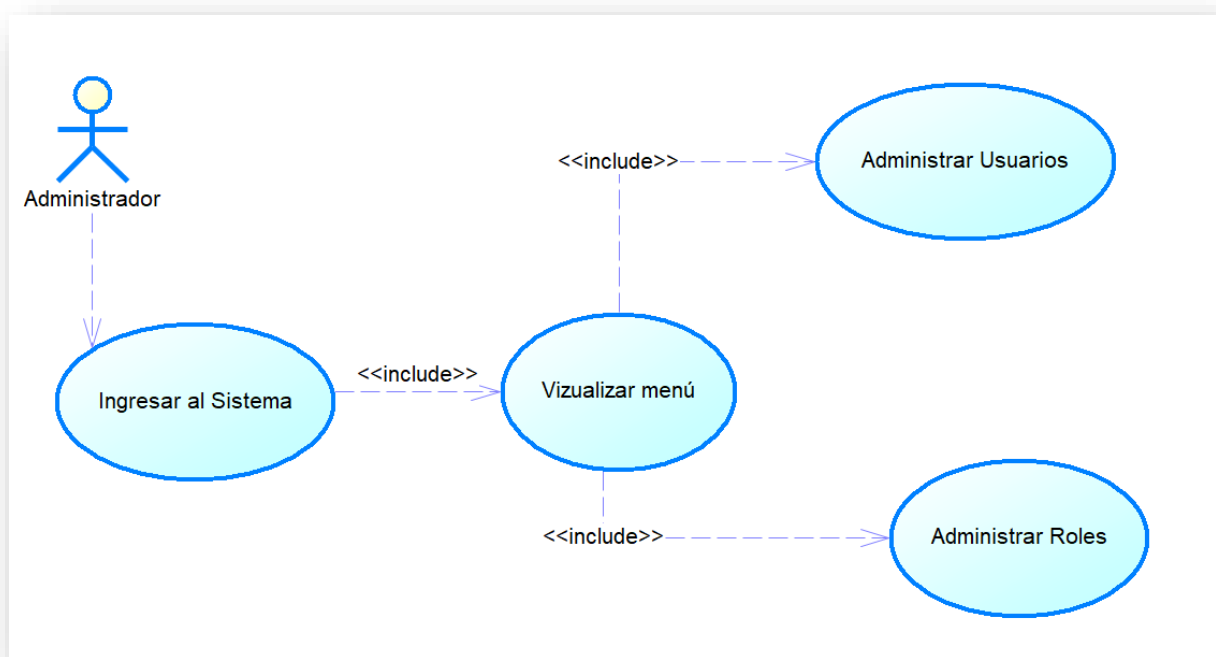 Administrador
<<include>>
Administrar Usuarios
Ingresar al Sistema
<<include>>
Vizualizar menú
<<include>>
Administrar Roles